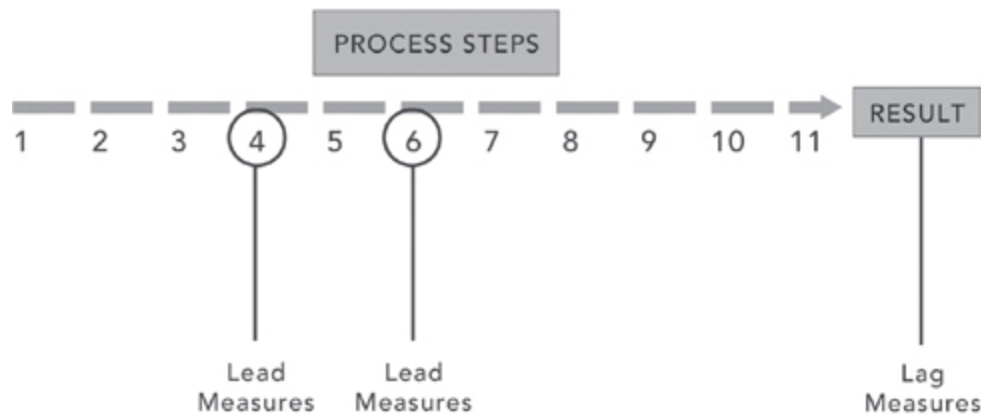 PROCESS STEPS
RESULT
1 2 3 4 5 6 7 8 9 10 11
Lead Lead Lag
Measures Measures Measures